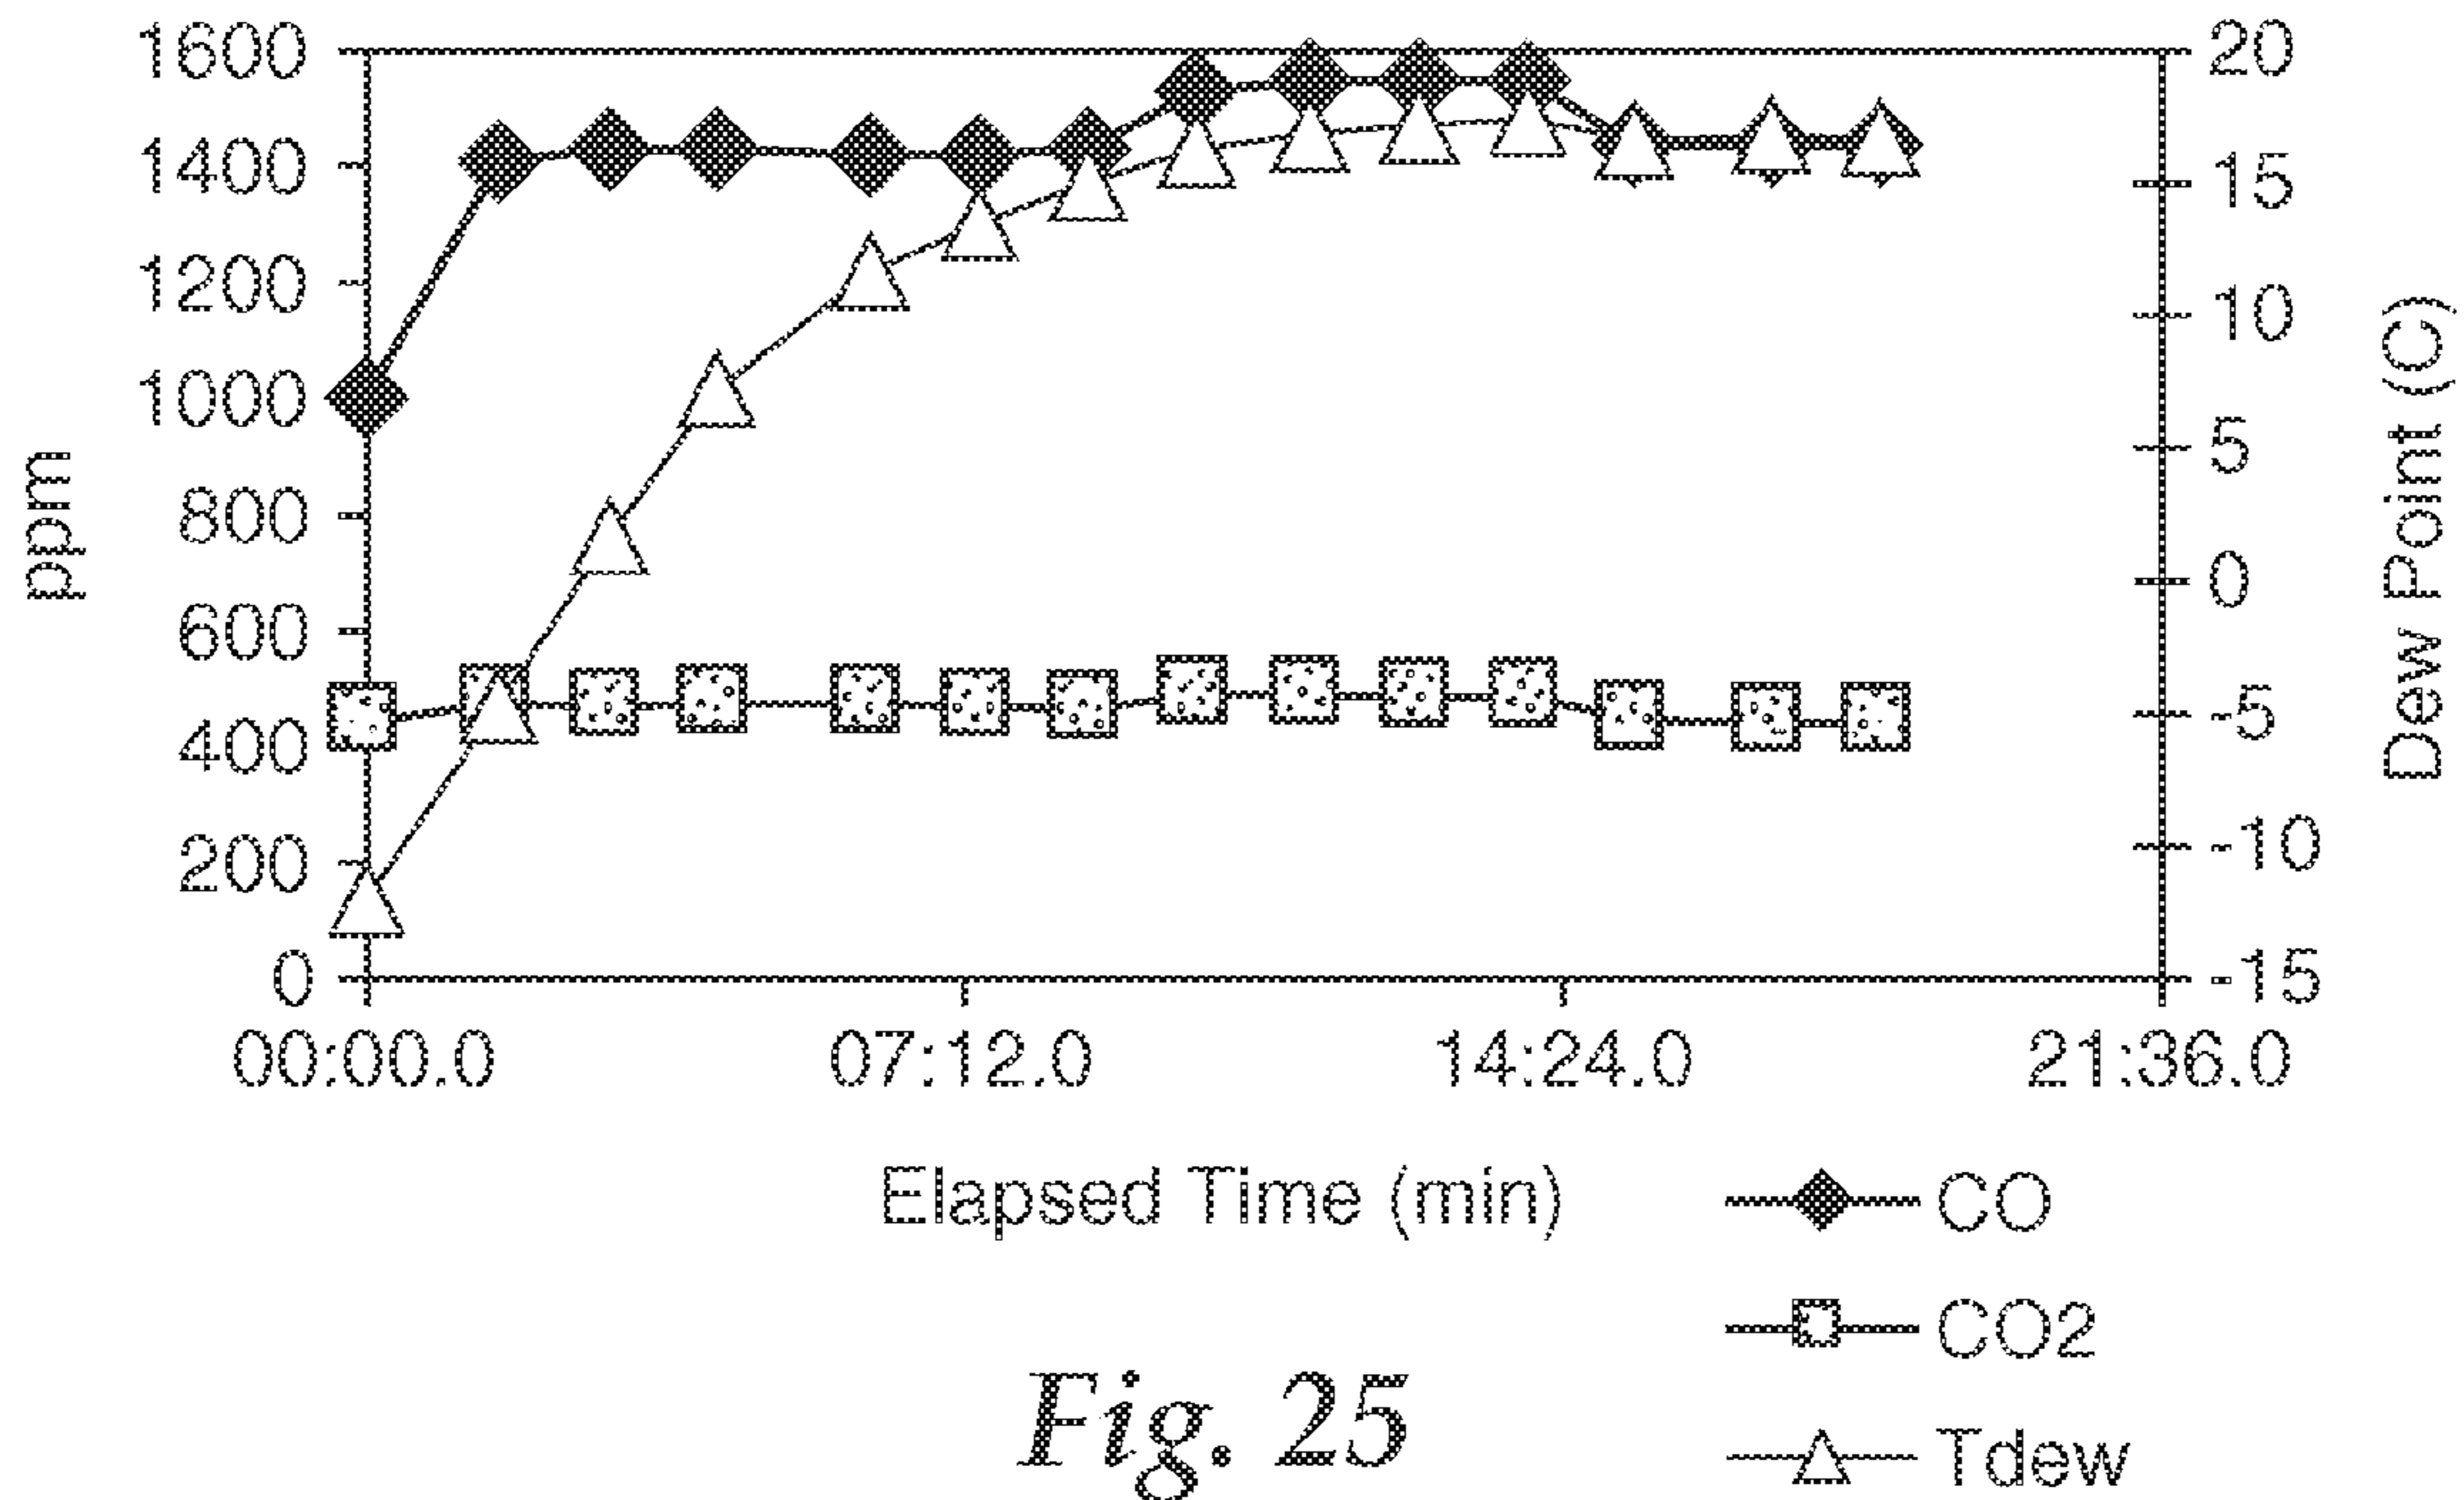 1600
1400
1200
1000
800
600
400
200
0
ppm
20
15
10
5
0
-5
-10
-15
Dew Point (C)
00:00.0 07:12.0 14:24.0 21:36.0
Elapsed Time (min)
CO
CO2
Tdew
Fig. 25